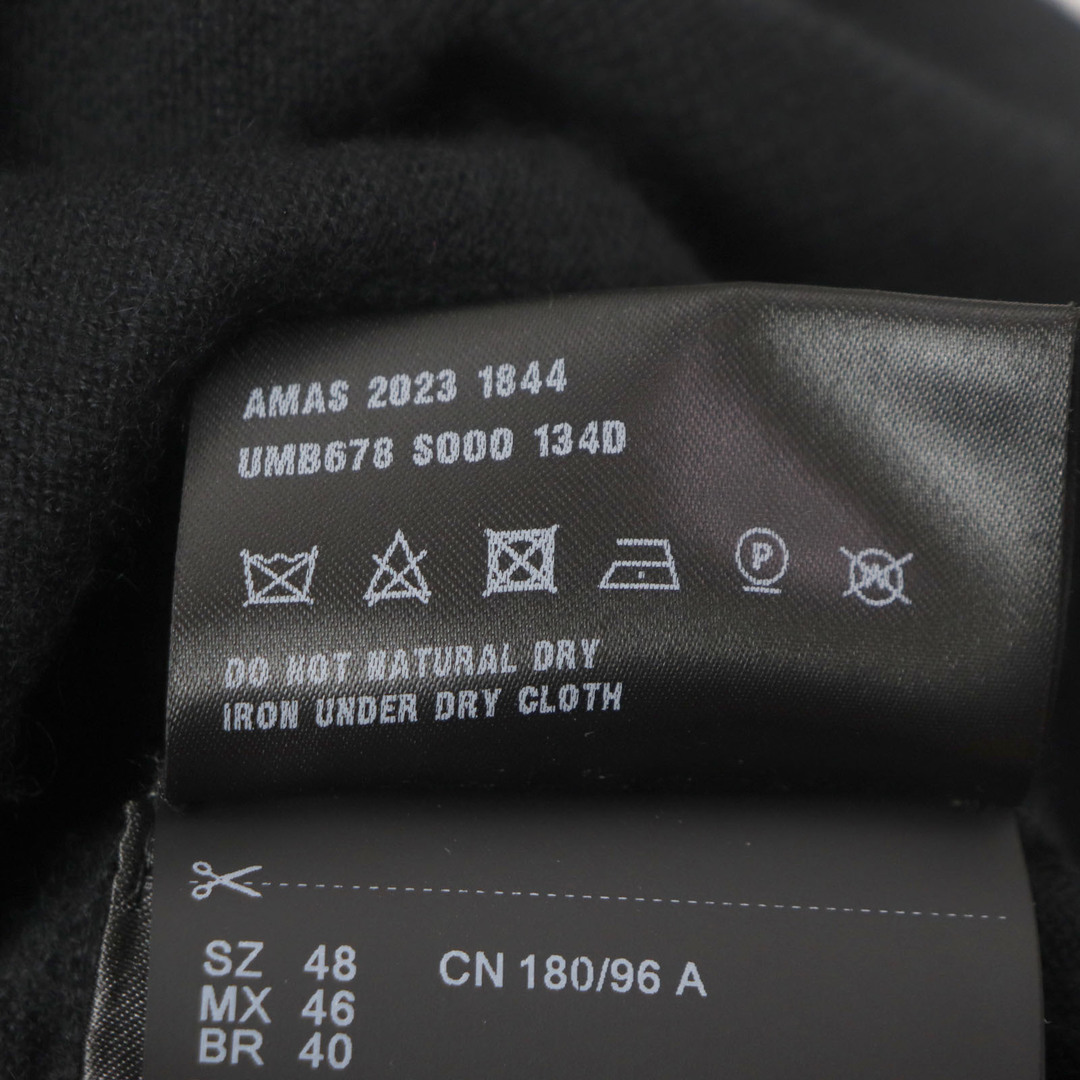 AMAS 2023 1844
UMB678 S000 134D
P
W
DO NOT NATURAL DRY
IRON UNDER DRY CLOTH
SZ 48 CN 180/96 A
MX 46
BR 40